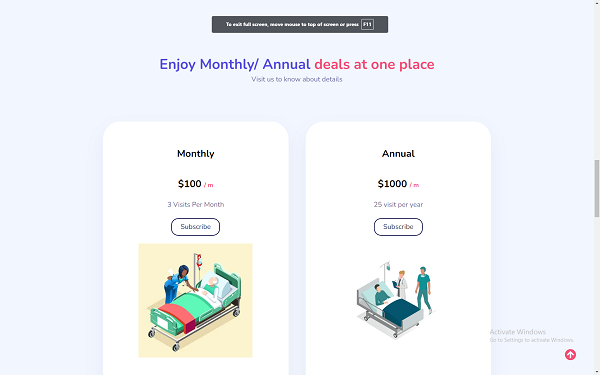 To exit full screen, move mouse to top of screen or press F11
Enjoy Monthly/ Annual deals at one place
Visit us to know about details
Monthly
$100 / m
3 Visits Per Month
Subscribe
Annual
$1000 / m
25 visit per year
Subscribe
Activate Windows
Go to Settings to activate Windows.